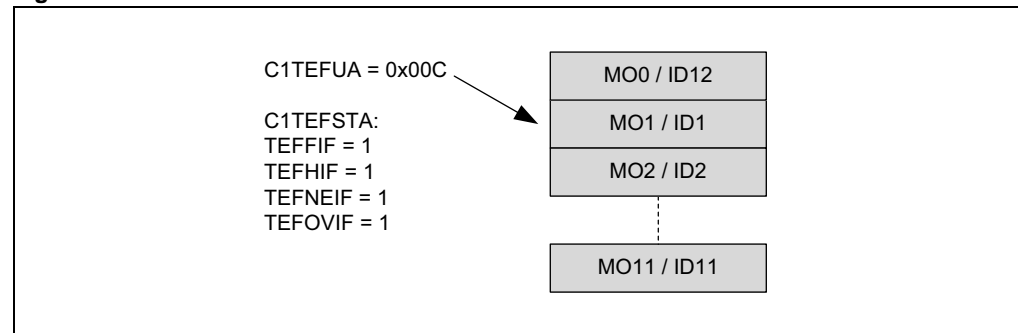 C1TEFUA = 0x00C
C1TEFSTA:
TEFFIF = 1
TEFHIF = 1
TEFNEIF = 1
TEFOVIF = 1
MO0 / ID12
MO1 / ID1
MO2 / ID2
MO11 / ID11